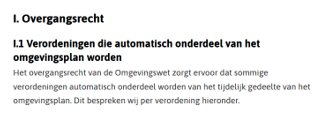 I. Overgangsrecht
I.1 Verordeningen die automatisch onderdeel van het
omgevingsplan worden
Het overgangsrecht van de Omgevingswet zorgt ervoor dat sommige
verordeningen automatisch onderdeel worden van het tijdelijk gedeelte van het
omgevingsplan. Dit bespreken wij per verordening hieronder.